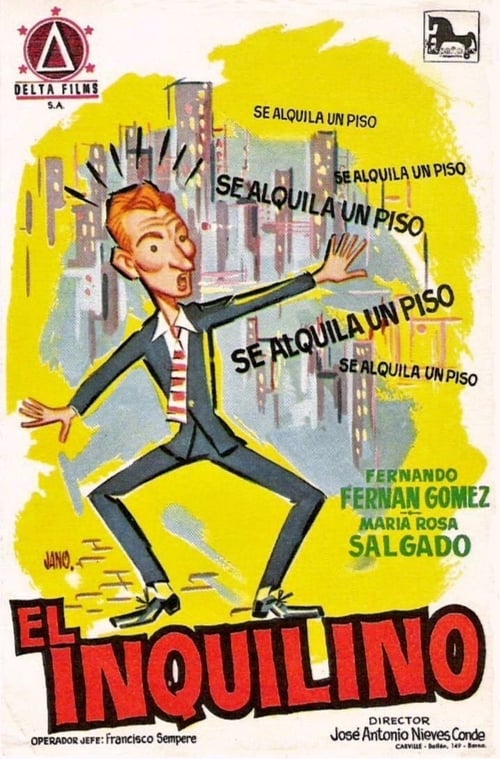 DELTA FILMS
S.A.
SE ALQUILA UN PISO
SE ALQUILA UN PISO
SE ALQUILA UN PISO
SE ALQUILA UN PISO
SE ALQUILA UN PISO
FERNANDO
FERNAN GOMEZ
MARIA ROSA
SALGADO
JANO.
EL
INQUILINO
DIRECTOR
OPERADOR JEFE: Francisco Sempere
José Antonio Nieves Conde